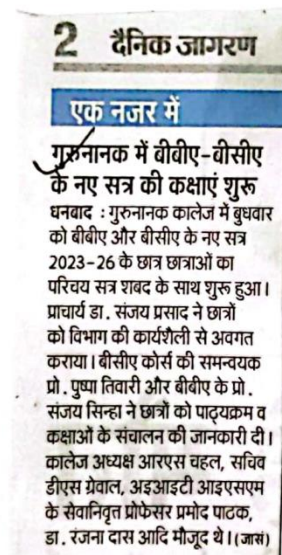 2 दैनिक जागरण
एक नजर में
गुरुनानक में बीबीए-बीसीए
के नए सत्र की कक्षाएं शुरू
धनबाद : गुरुनानक कालेज में बुधवार
को बीबीए और बीसीए के नए सत्र
2023-26 के छात्र छात्राओं का
परिचय सत्र शबद के साथ शुरू हुआ।
प्राचार्य डा. संजय प्रसाद ने छात्रों
को विभाग की कार्यशैली से अवगत
कराया। बीसीए कोर्स की समन्वयक
प्रो. पुष्पा तिवारी और बीबीए के प्रो.
संजय सिन्हा ने छात्रों को पाठ्यक्रम व
कक्षाओं के संचालन की जानकारी दी।
कालेज अध्यक्ष आरएस चहल, सचिव
डीएस ग्रेवाल, अइआइटी आइएसएम
के सेवानिवृत्त प्रोफेसर प्रमोद पाठक,
डा. रंजना दास आदि मौजूद थे। (जासं)